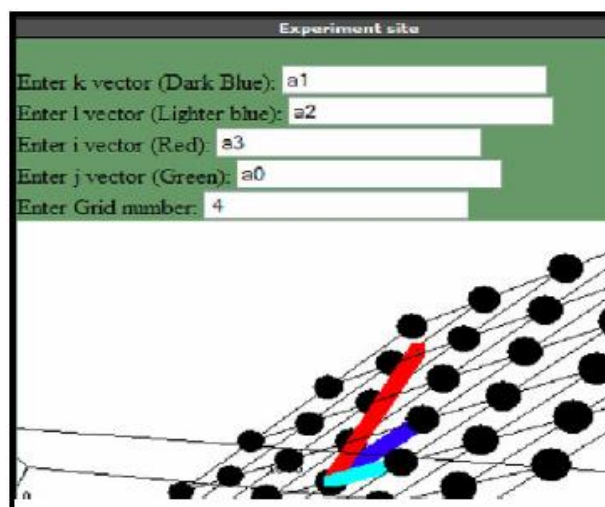 Experiment site
Enter k vector (Dark Blue): a1
Enter l vector (Lighter blue): a2
Enter i vector (Red): a3
Enter j vector (Green): a0
Enter Grid number: 4
0